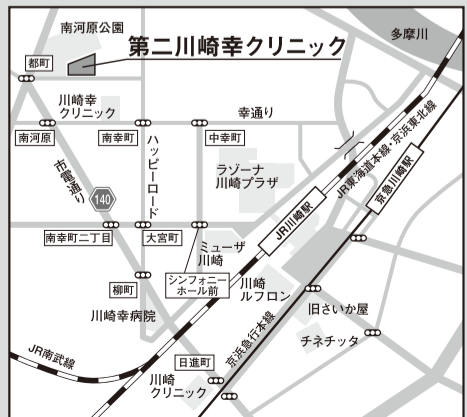 南河原公園
第二川崎幸クリニック
多摩川
都町
川崎幸
クリニック
幸通り
南河原
南幸町
中幸町
ハッピーロード
市電通り
140
ラゾーナ
川崎プラザ
JR東海道本線・京浜東北線
京急川崎駅
JR川崎駅
南幸町二丁目
大宮町
ミューザ
川崎
シンフォニー
ホール前
柳町
川崎
ルフロン
川崎幸病院
旧さいか屋
京浜急行本線
チネチッタ
JR南武線
日進町
川崎
クリニック